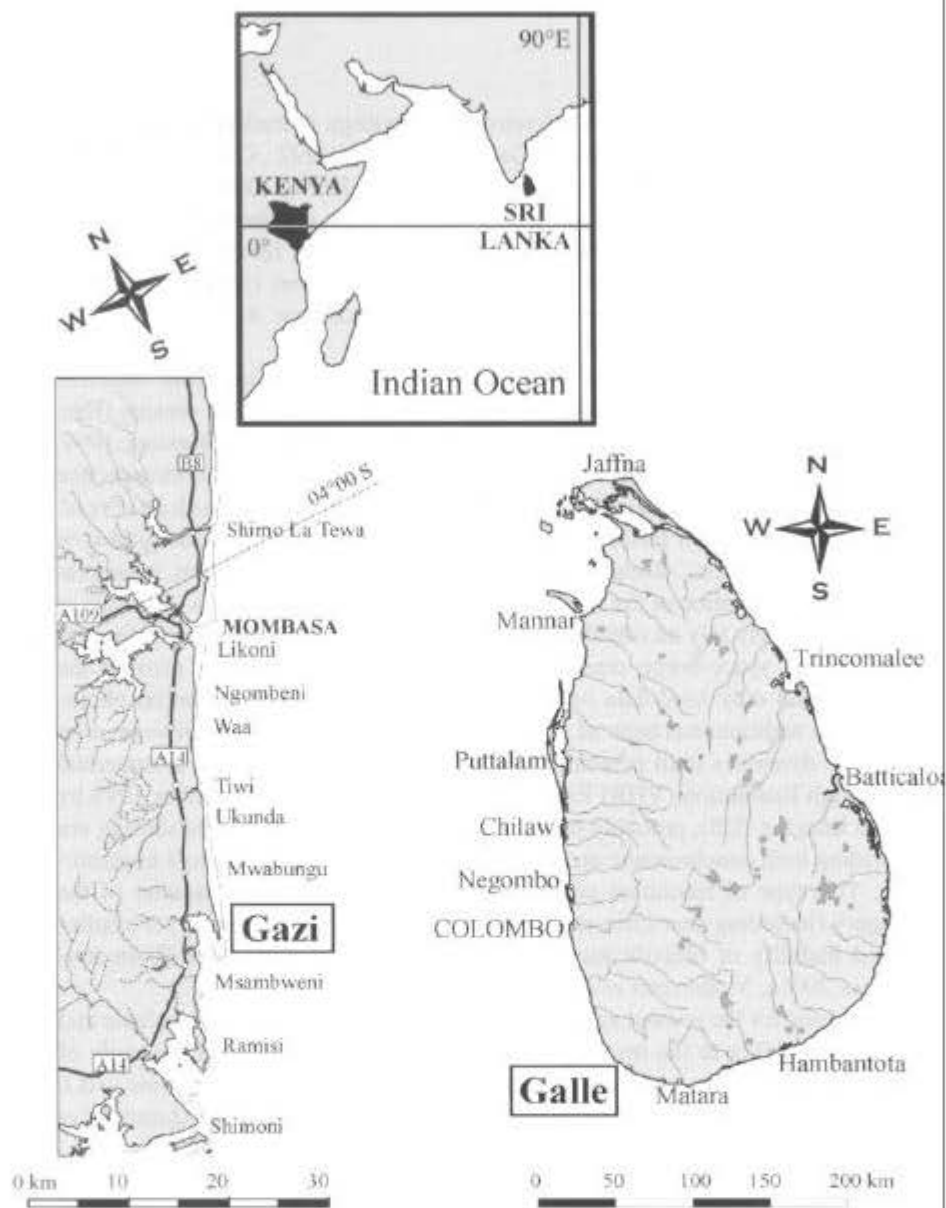 90°E
KENYA
SRI
LANKA
0°
Indian Ocean
N
E
W
S
B8
04°00 S
Shimo La Tewa
A109
MOMBASA
Likoni
Ngombeni
Waa
A14
Tiwi
Ukunda
Mwabungu
Gazi
Msambweni
Ramisi
A14
Shimoni
0 km 10 20 30
Jaffna
N
W E
S
Mannar
Trincomalee
Puttalam
Batticaloa
Chilaw
Negombo
COLOMBO
Hambantota
Galle
Matara
0 50 100 150 200 km